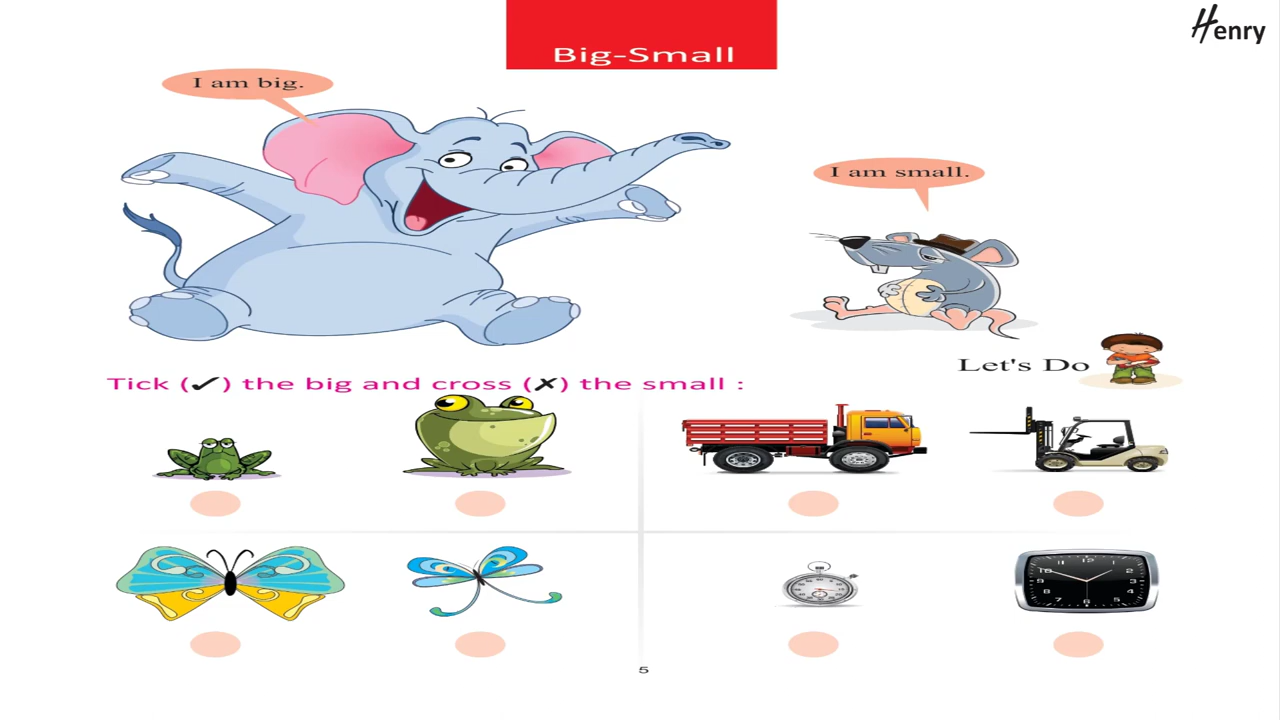 Henry
Big-Small
I am big.
I am small.
Let's Do
Tick (✓) the big and cross (✗) the small :
5